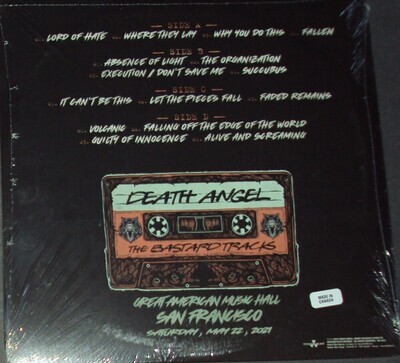 SIDE A
LORD OF HATE WHERE THEY LAY WHY YOU DO THIS FALLEN
SIDE B
ABSENCE OF LIGHT THE ORGANIZATION
EXECUTION / DON'T SAVE ME SUCCUBUS
SIDE C
IT CAN'T BE THIS LET THE PIECES FALL FADED REMAINS
SIDE D
VOLCANIC FALLING OFF THE EDGE OF THE WORLD
GUILTY OF INNOCENCE ALIVE AND SCREAMING
DEATH ANGEL
THE BASTARD TRACKS
GREAT AMERICAN MUSIC HALL
SAN FRANCISCO
SATURDAY, MAY 22, 2021
MADE IN
CANADA